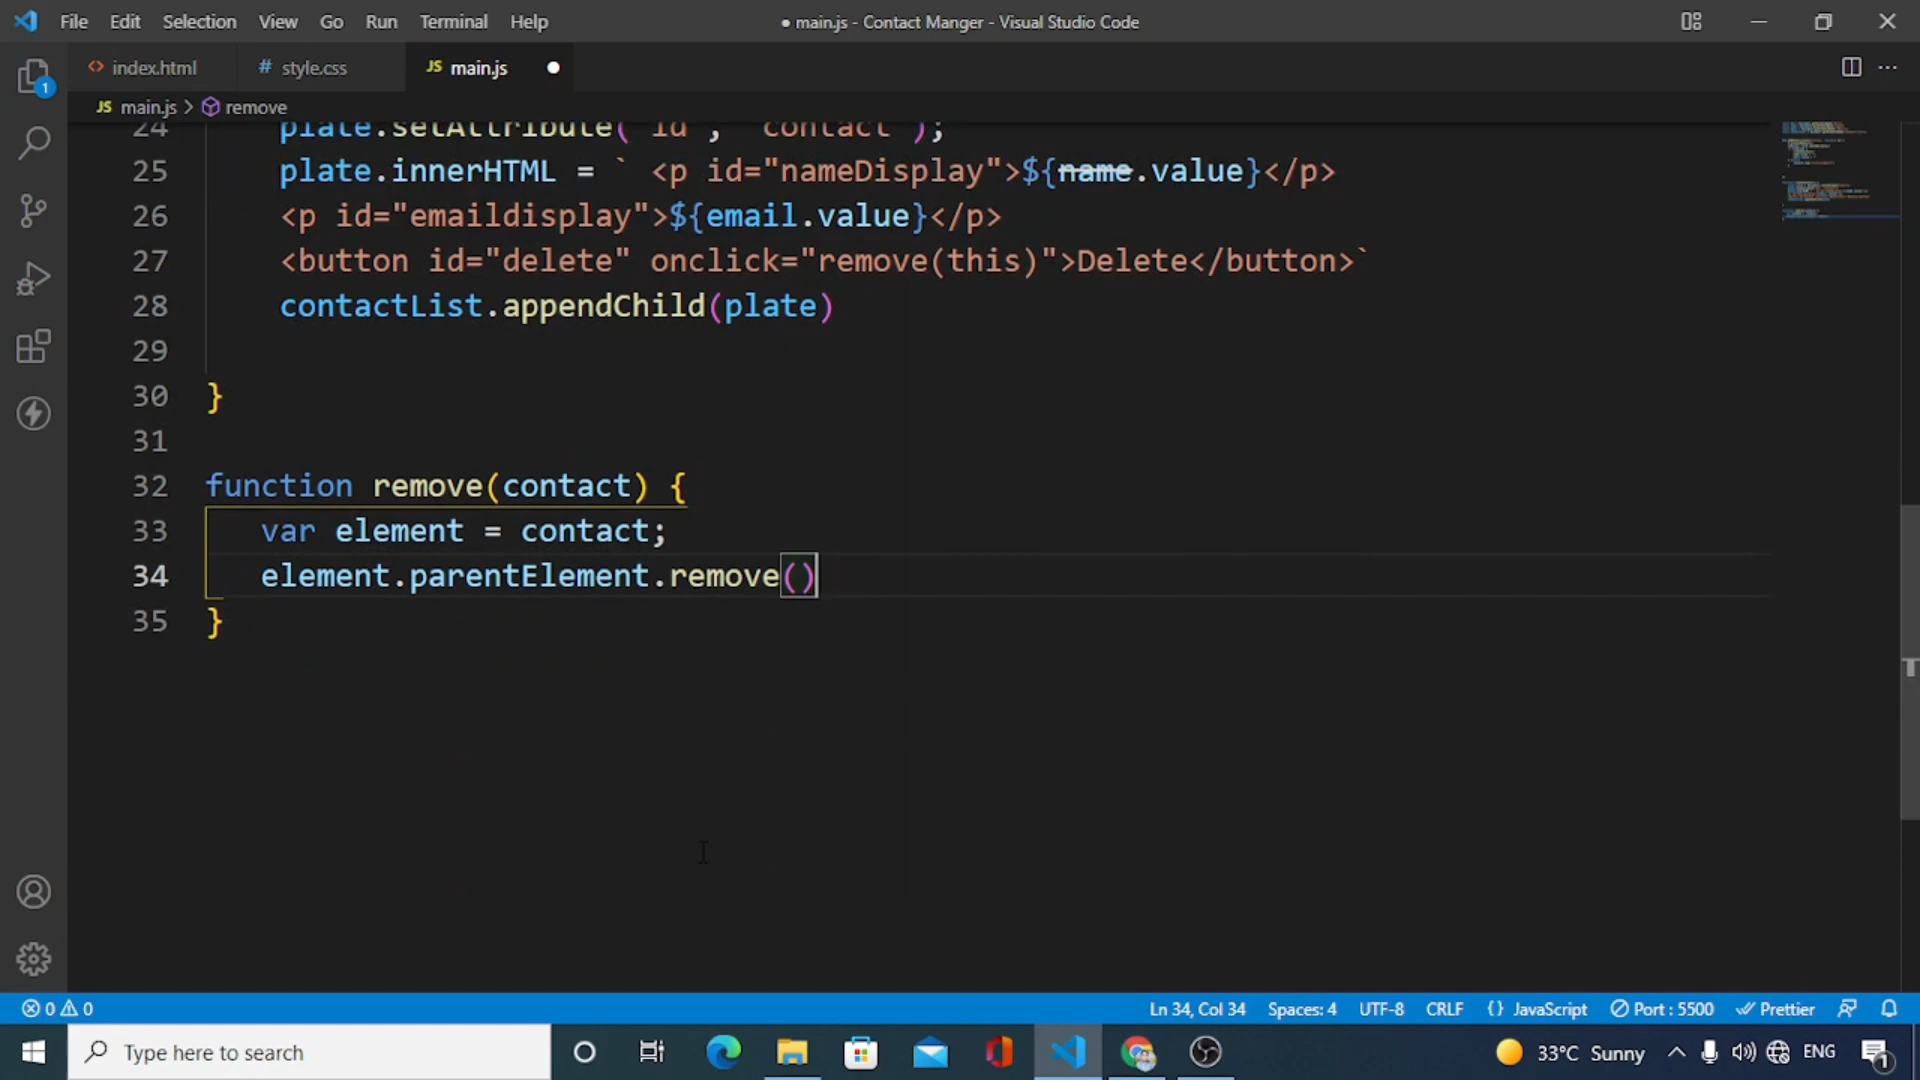 File Edit Selection View Go Run Terminal Help
● main.js - Contact Manger - Visual Studio Code
<> index.html
# style.css
JS main.js ●
1
JS main.js > remove
24 plate.setAttribute("id", "contact");
25 plate.innerHTML = ` <p id="nameDisplay">${name.value}</p>
26 <p id="emaildisplay">${email.value}</p>
27 <button id="delete" onclick="remove(this)">Delete</button>`
28 contactList.appendChild(plate)
29
30 }
31
32 function remove(contact) {
33 var element = contact;
34 element.parentElement.remove()
35 }
0 0
Ln 34, Col 34 Spaces: 4 UTF-8 CRLF {} JavaScript Port : 5500 Prettier
Type here to search
33°C Sunny
ENG
1